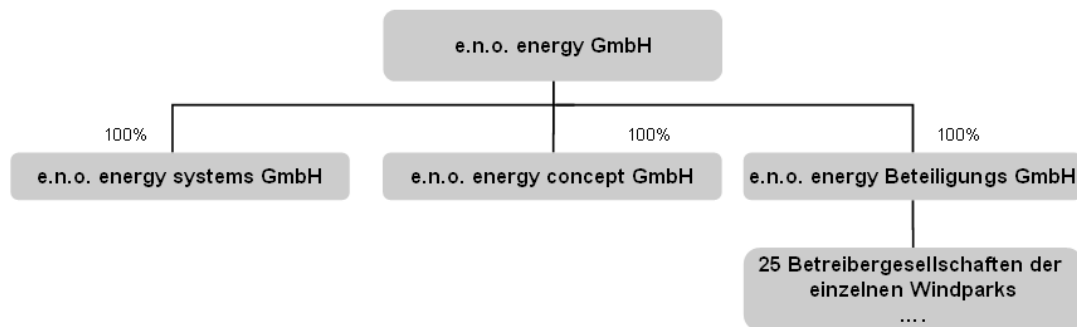 e.n.o. energy GmbH
100%
100%
100%
e.n.o. energy systems GmbH
e.n.o. energy concept GmbH
e.n.o. energy Beteiligungs GmbH
25 Betreibergesellschaften der
einzelnen Windparks
....